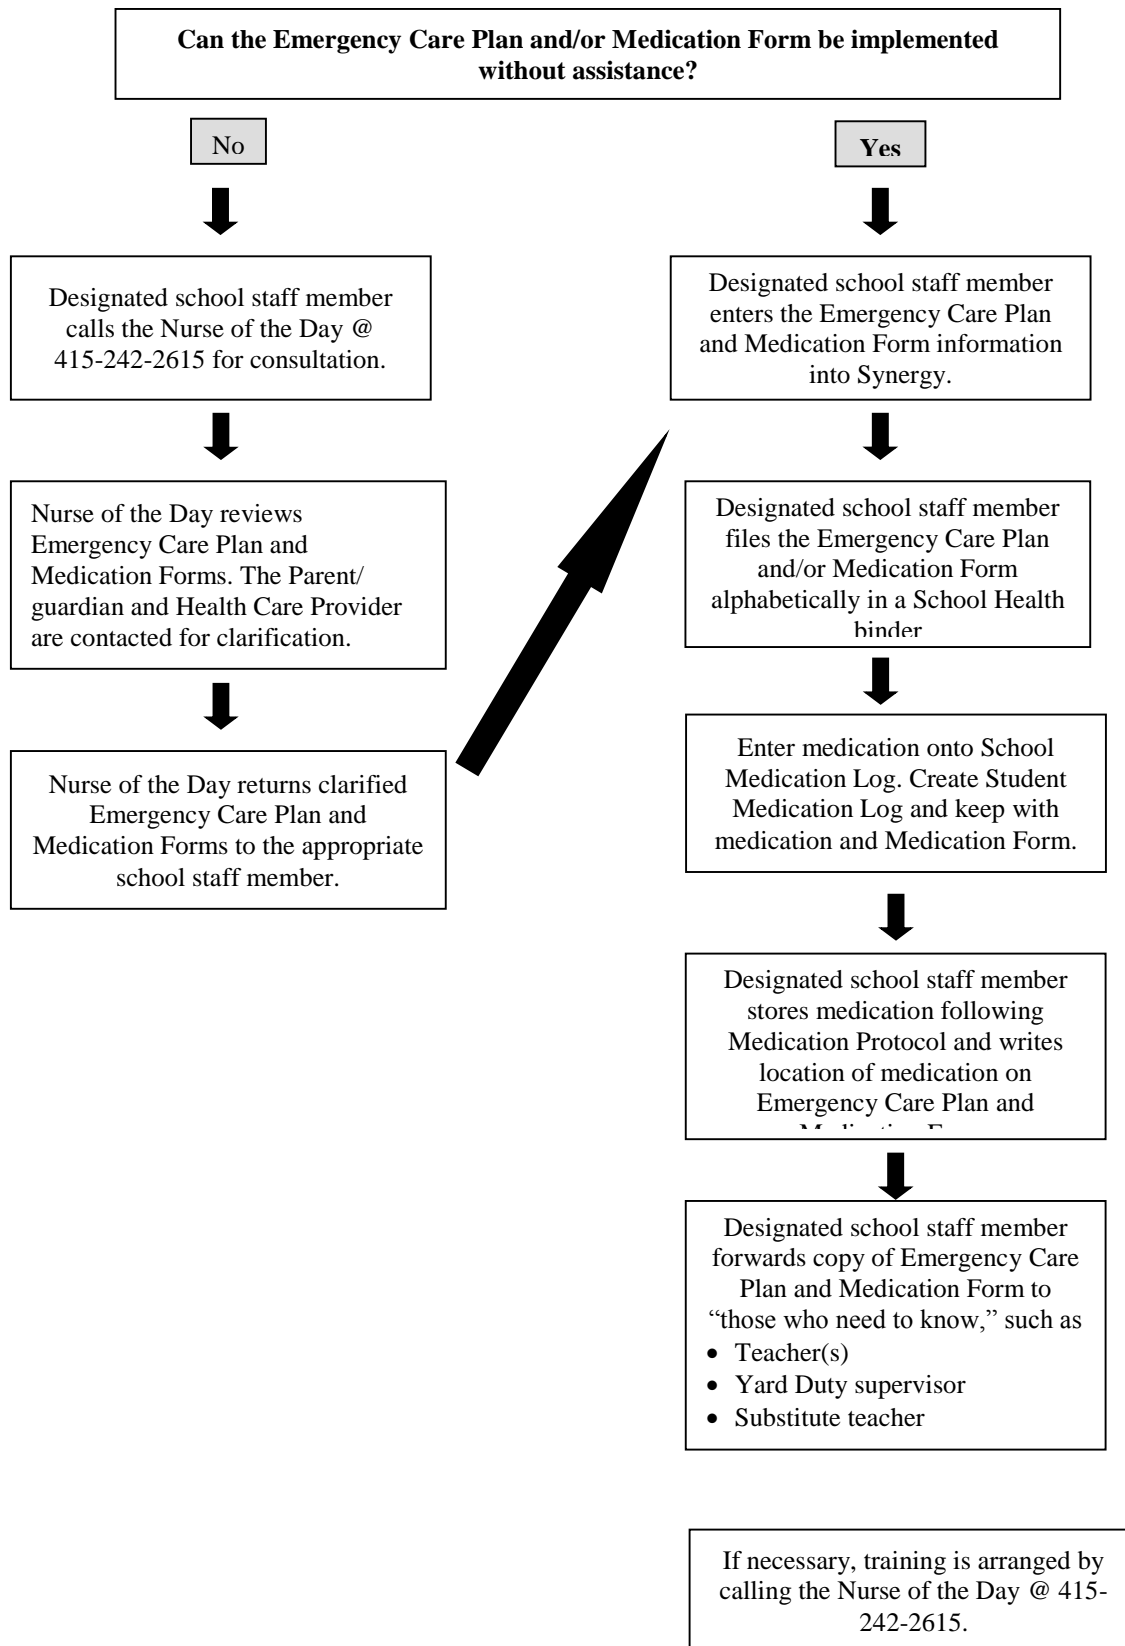 Can the Emergency Care Plan and/or Medication Form be implemented
without assistance?
No
Designated school staff member
calls the Nurse of the Day @
415-242-2615 for consultation.
Nurse of the Day reviews
Emergency Care Plan and
Medication Forms. The Parent/
guardian and Health Care Provider
are contacted for clarification.
Nurse of the Day returns clarified
Emergency Care Plan and
Medication Forms to the appropriate
school staff member.
Yes
Designated school staff member
enters the Emergency Care Plan
and Medication Form information
into Synergy.
Designated school staff member
files the Emergency Care Plan
and/or Medication Form
alphabetically in a School Health
binder
Enter medication onto School
Medication Log. Create Student
Medication Log and keep with
medication and Medication Form.
Designated school staff member
stores medication following
Medication Protocol and writes
location of medication on
Emergency Care Plan and
Designated school staff member
forwards copy of Emergency Care
Plan and Medication Form to
“those who need to know,” such as
• Teacher(s)
• Yard Duty supervisor
• Substitute teacher
If necessary, training is arranged by
calling the Nurse of the Day @ 415-
242-2615.